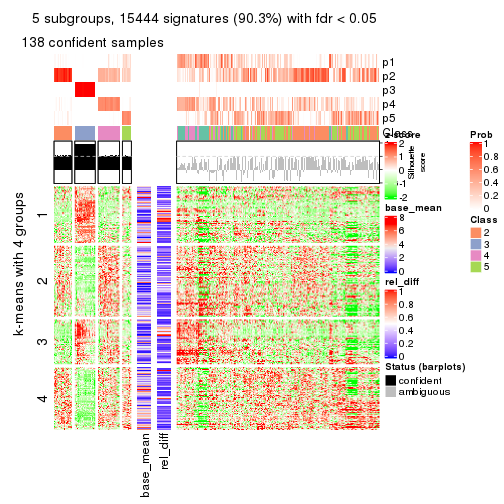 5 subgroups, 15444 signatures (90.3%) with fdr < 0.05
138 confident samples
p1
p2
p3
p4
p5
Class
Silhouette
score
k-means with 4 groups
1
2
3
4
base_mean
rel_diff
z-score
2
1
0
-1
-2
base_mean
8
6
4
2
0
rel_diff
1
0.8
0.6
0.4
0.2
0
Status (barplots)
confident
ambiguous
Prob
1
0.8
0.6
0.4
0.2
0
Class
2
3
4
5